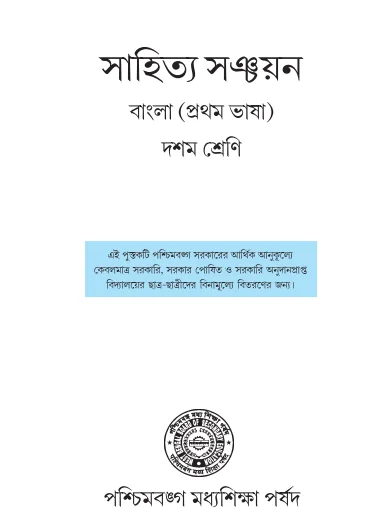 সাহিত্য সঞ্চয়ন
বাংলা (প্রথম ভাষা)
দশম শ্রেণি
এই পুস্তকটি পশ্চিমবঙ্গ সরকারের আর্থিক আনুকূল্যে
কেবলমাত্র সরকারি, সরকার পোষিত ও সরকারি অনুদানপ্রাপ্ত
বিদ্যালয়ের ছাত্র-ছাত্রীদের বিনামূল্যে বিতরণের জন্য।
পশ্চিমবঙ্গ মধ্যশিক্ষা পর্ষদ